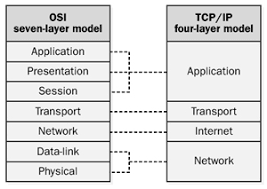 OSI
seven-layer model
Application
Presentation
Session
Transport
Network
Data-link
Physical
TCP/IP
four-layer model
Application
Transport
Internet
Network